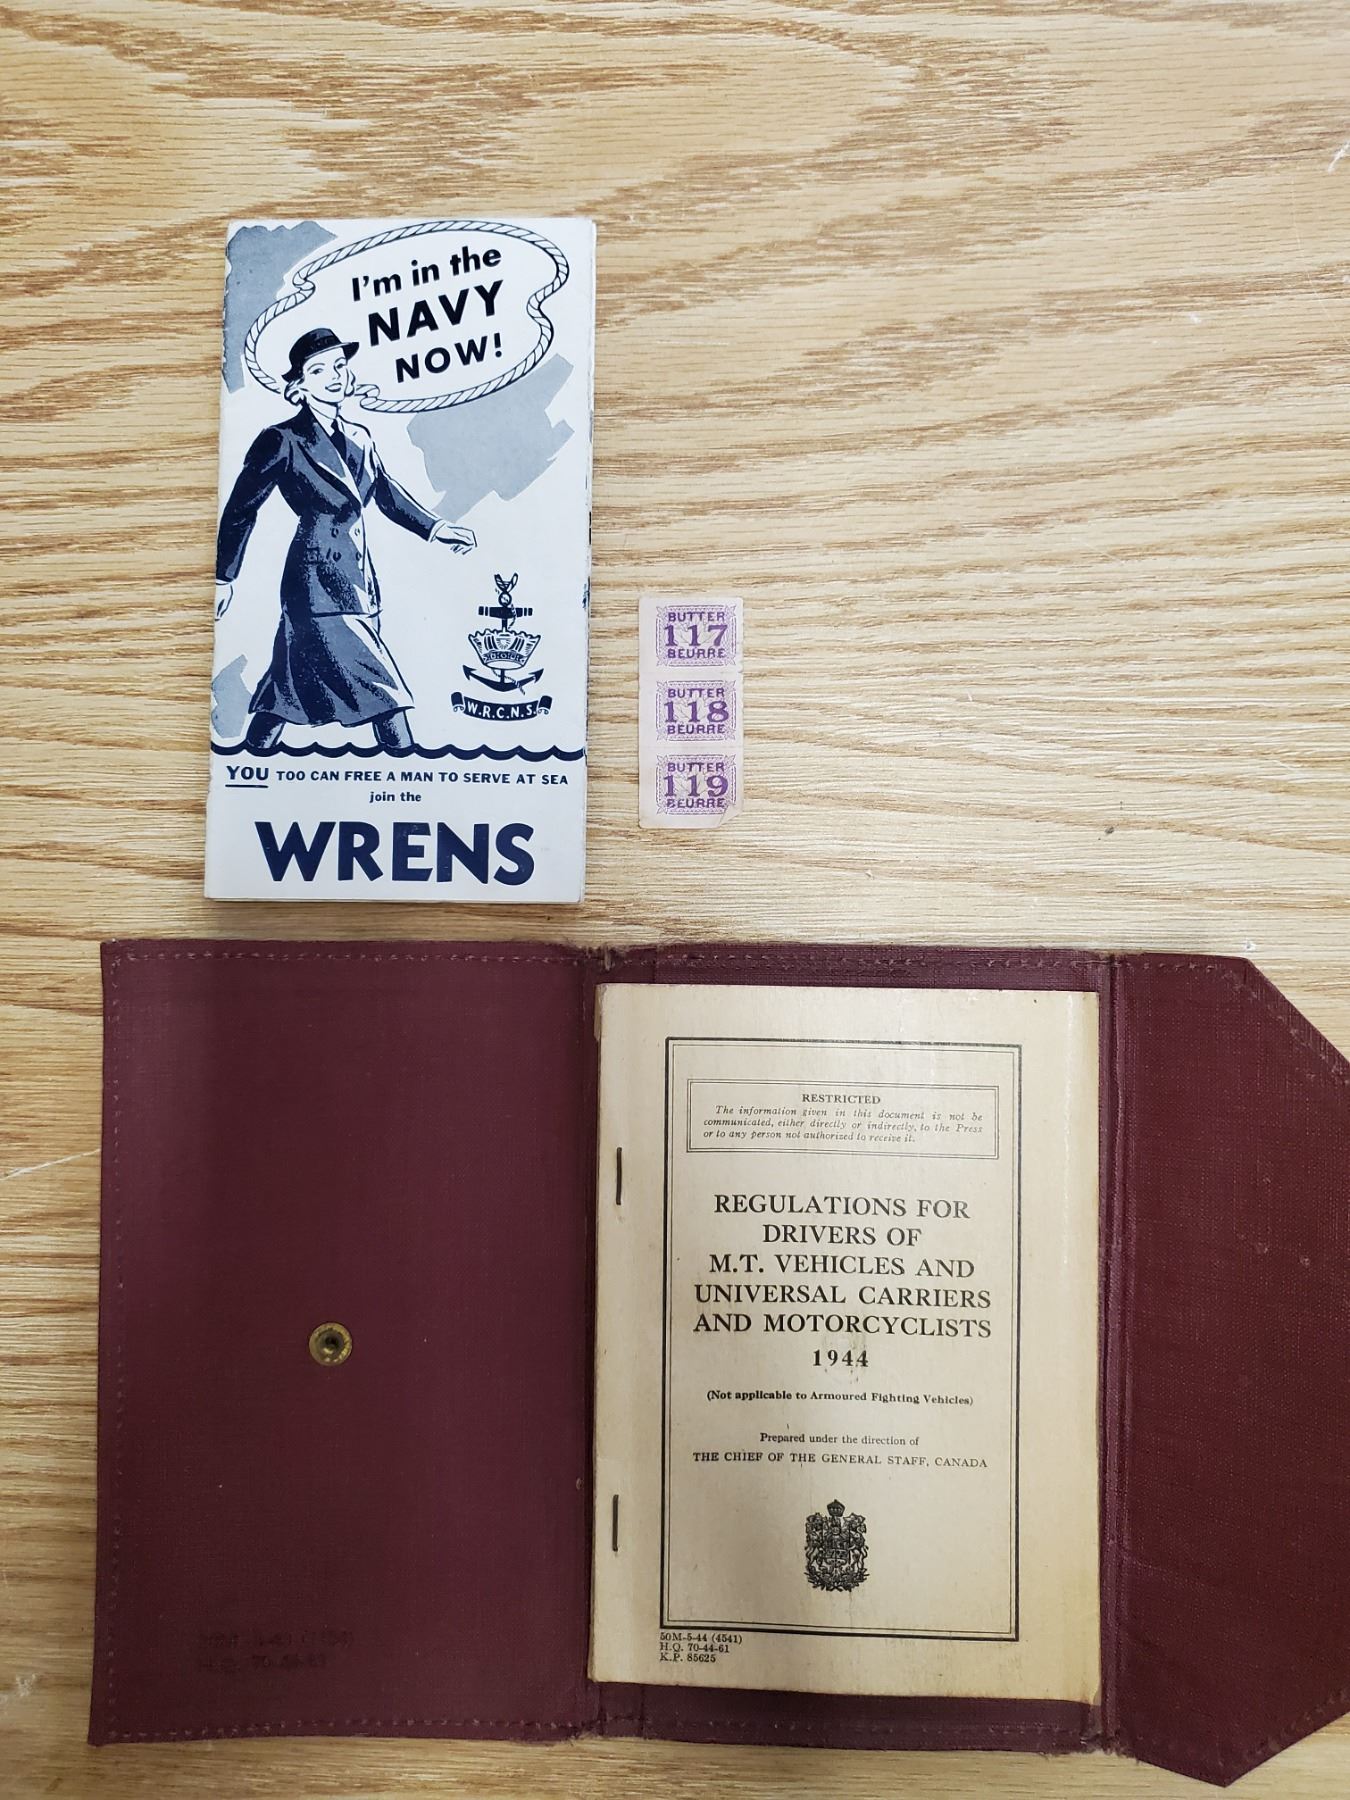 I'm in the
NAVY
NOW!
W.R.C.N.S.
YOU TOO CAN FREE A MAN TO SERVE AT SEA
join the
WRENS
BUTTER
117
BEURRE
BUTTER
118
BEURRE
BUTTER
119
BEURRE
RESTRICTED
The information given in this document is not be
communicated, either directly or indirectly, to the Press
or to any person not authorized to receive it.
REGULATIONS FOR
DRIVERS OF
M.T. VEHICLES AND
UNIVERSAL CARRIERS
AND MOTORCYCLISTS
1944
(Not applicable to Armoured Fighting Vehicles)
Prepared under the direction of
THE CHIEF OF THE GENERAL STAFF, CANADA
50M-5-44 (4541)
H.Q. 70-44-61
K.P. 85625